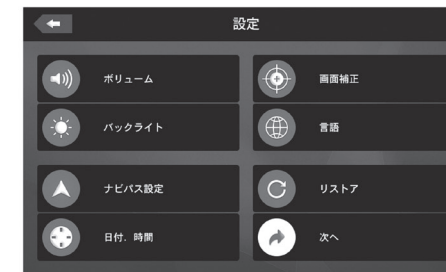 設定
ボリューム
画面補正
バックライト
言語
ナビパス設定
リストア
日付．時間
次へ